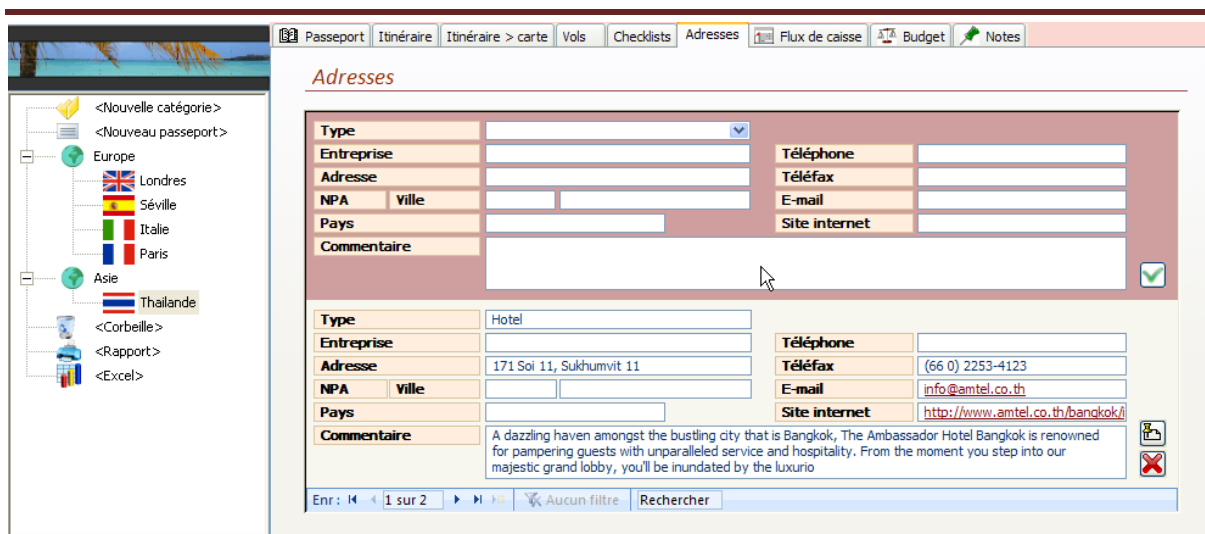 Passeport Itinéraire Itinéraire > carte Vols Checklists Adresses Flux de caisse Budget Notes
Adresses
<Nouvelle catégorie>
<Nouveau passeport>
Europe
Londres
Séville
Italie
Paris
Asie
Thailande
<Corbeille>
<Rapport>
<Excel>
Type
Entreprise Téléphone
Adresse Téléfax
NPA Ville E-mail
Pays Site internet
Commentaire
Type Hotel
Entreprise Téléphone
Adresse 171 Soi 11, Sukhumvit 11 Téléfax (66 0) 2253-4123
NPA Ville E-mail info@amtel.co.th
Pays Site internet http://www.amtel.co.th/bangkok/i
Commentaire A dazzling haven amongst the bustling city that is Bangkok, The Ambassador Hotel Bangkok is renowned
for pampering guests with unparalleled service and hospitality. From the moment you step into our
majestic grand lobby, you'll be inundated by the luxurio
Enr : 1 sur 2 Aucun filtre Rechercher